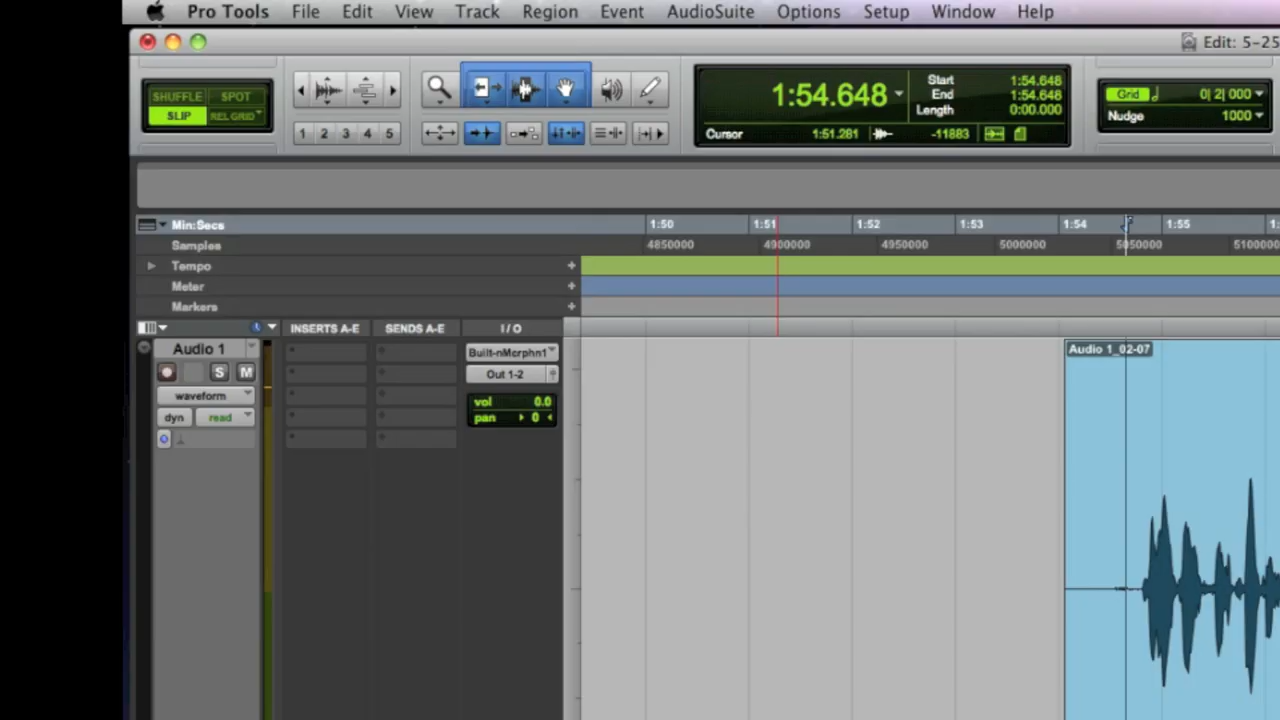 Pro Tools File Edit View Track Region Event AudioSuite Options Setup Window Help
Edit: 5-25
SHUFFLE SPOT
SLIP REL GRID
1 2 3 4 5
1:54.648
Start 1:54.648
End 1:54.648
Length 0:00.000
Cursor 1:51.281 -11883
Grid 0| 2| 000
Nudge 1000
Min:Secs 1:50 1:51 1:52 1:53 1:54 1:55
Samples 4850000 4900000 4950000 5000000 5050000 5100000
Tempo
Meter
Markers
INSERTS A-E SENDS A-E I / O
Audio 1
S M
waveform
dyn read
Built-nMcrphn1
Out 1-2
vol 0.0
pan 0
Audio 1_02-07